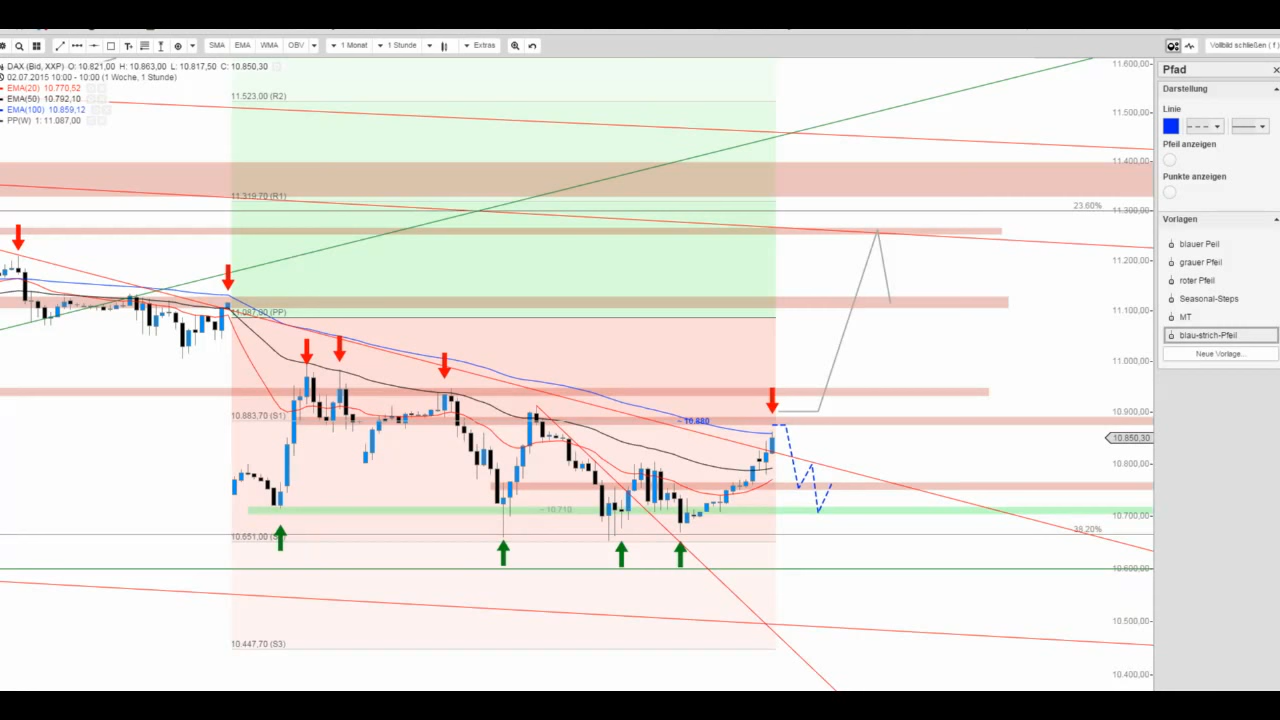 SMA EMA WMA OBV 1 Monat 1 Stunde Extras Vollbild schließen ( f )
DAX (Bid, XXP) O: 10.821,00 H: 10.863,00 L: 10.817,50 C: 10.850,30
02.07.2015 10:00 - 10:00 (1 Woche, 1 Stunde)
EMA(20) 10.770,52
EMA(50) 10.792,10
EMA(100) 10.859,12
PP(W) 1: 11.087,00
11.523,00 (R2)
11.319,70 (R1)
11.087,00 (PP)
10.883,70 (S1)
10.651,00 (S
10.447,70 (S3)
~ 10.880
~ 10.710
23.60%
38.20%
11.600,00
11.500,00
11.400,00
11.300,00
11.200,00
11.100,00
11.000,00
10.900,00
10.850,30
10.800,00
10.700,00
10.600,00
10.500,00
10.400,00
Pfad
Darstellung
Linie
Pfeil anzeigen
Punkte anzeigen
Vorlagen
blauer Peil
grauer Pfeil
roter Pfeil
Seasonal-Steps
MT
blau-strich-Pfeil
Neue Vorlage...